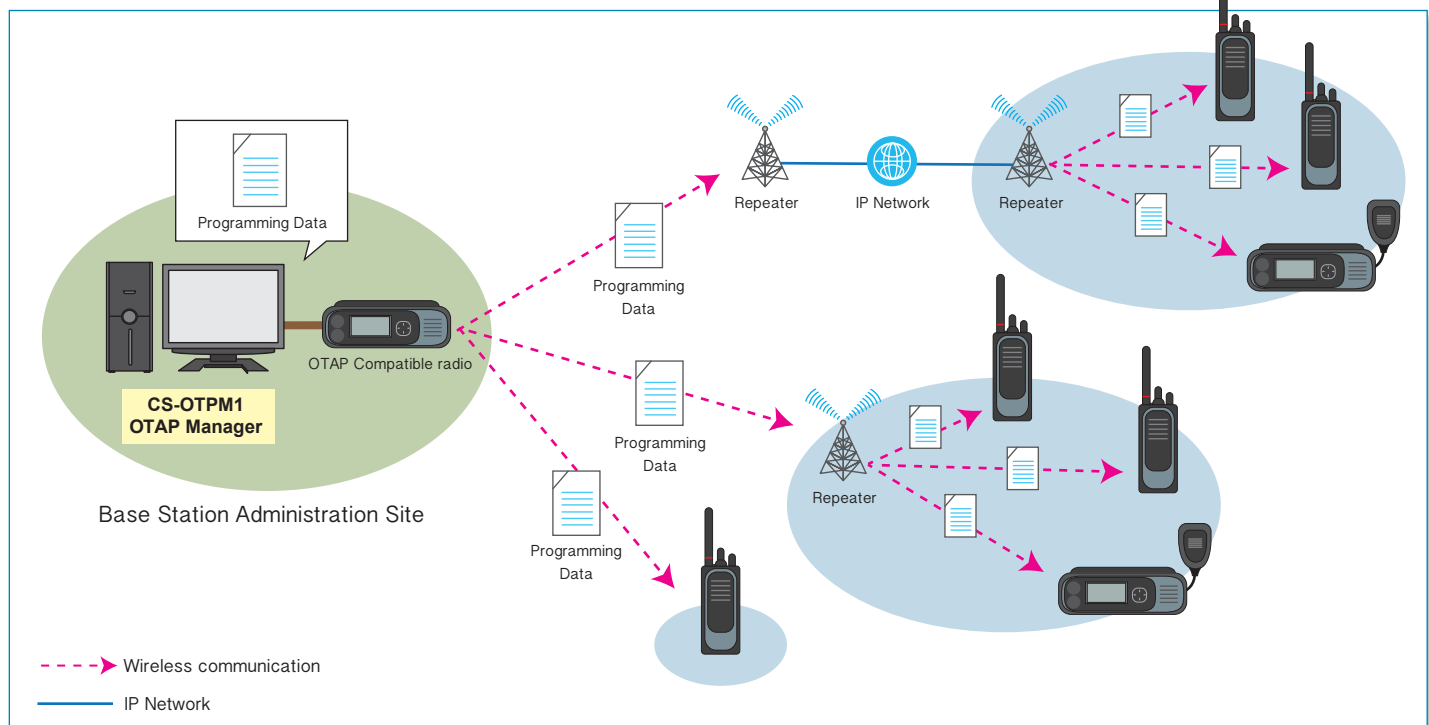 Programming Data
OTAP Compatible radio
CS-OTPM1
OTAP Manager
Base Station Administration Site
Programming
Data
Programming
Data
Programming
Data
Repeater
IP Network
Repeater
Repeater
Wireless communication
IP Network